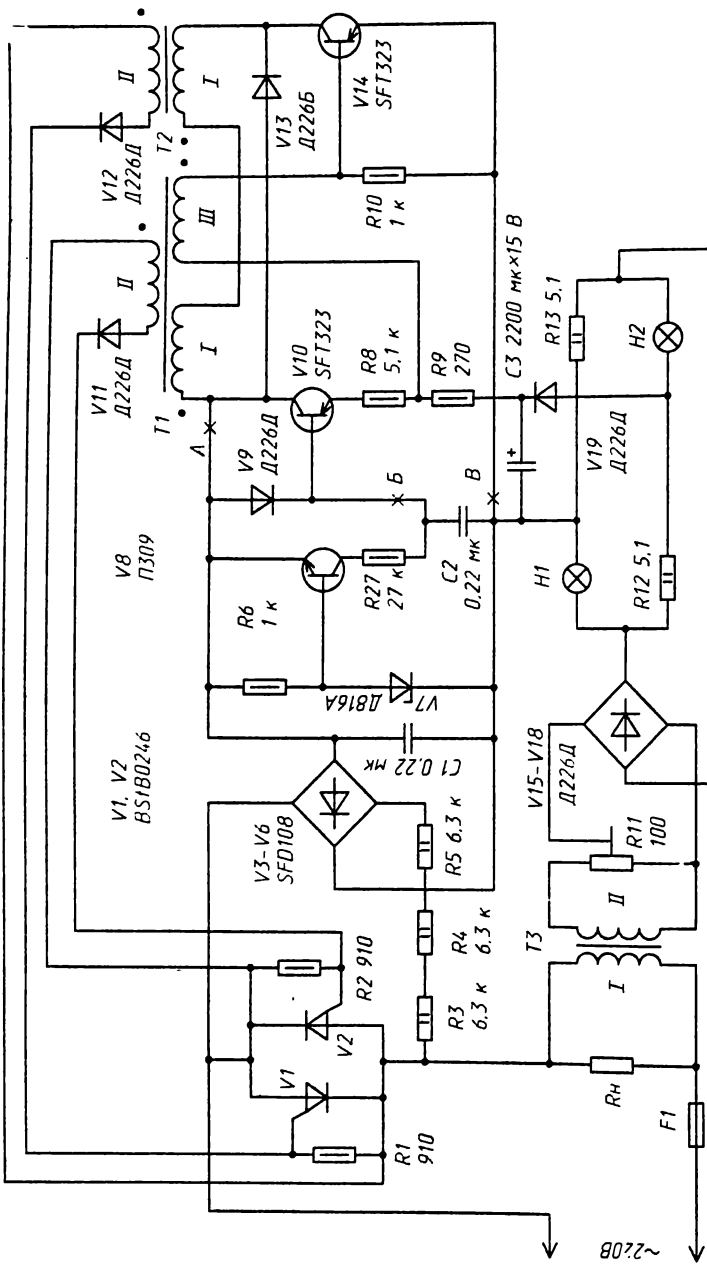 V1, V2
BStB0246
V8
П309
V11
Д226Д
V12
Д226Д
II
II
T1
T2
I
III
I
А
V9
Д226Д
V10
SFT323
V13
Д226Б
V14
SFT323
R6
1 к
R27
27 к
Б
R8
5,1 к
R9
270
R10
1 к
V7
Д816А
C1 0,22 мк
C2
0,22 мк
В
C3 2200 мк×15 В
+
V3-V6
SFD108
R5 6,3 к
R4
6,3 к
R3
6,3 к
R2 910
V2
V1
R1
910
H1
R12 5,1
V19
Д226Д
R13 5,1
H2
V15-V18
Д226Д
R11
100
T3
II
I
Rн
F1
~220В